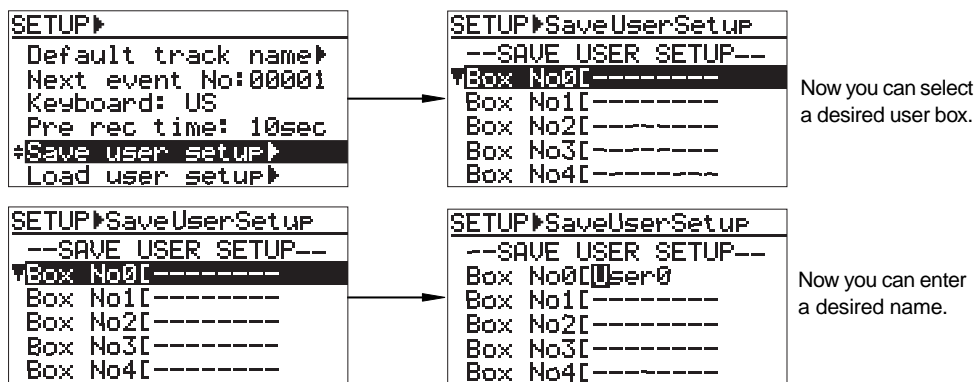 SETUP▶
Default track name▶
Next event No:00001
Keyboard: US
Pre rec time: 10sec
Save user setup▶
Load user setup▶
SETUP▶SaveUserSetup
--SAVE USER SETUP--
Box No0[---------
Box No1[---------
Box No2[---------
Box No3[---------
Box No4[---------
Now you can select
a desired user box.
SETUP▶SaveUserSetup
--SAVE USER SETUP--
Box No0[---------
Box No1[---------
Box No2[---------
Box No3[---------
Box No4[---------
SETUP▶SaveUserSetup
--SAVE USER SETUP--
Box No0[User0
Box No1[---------
Box No2[---------
Box No3[---------
Box No4[---------
Now you can enter
a desired name.